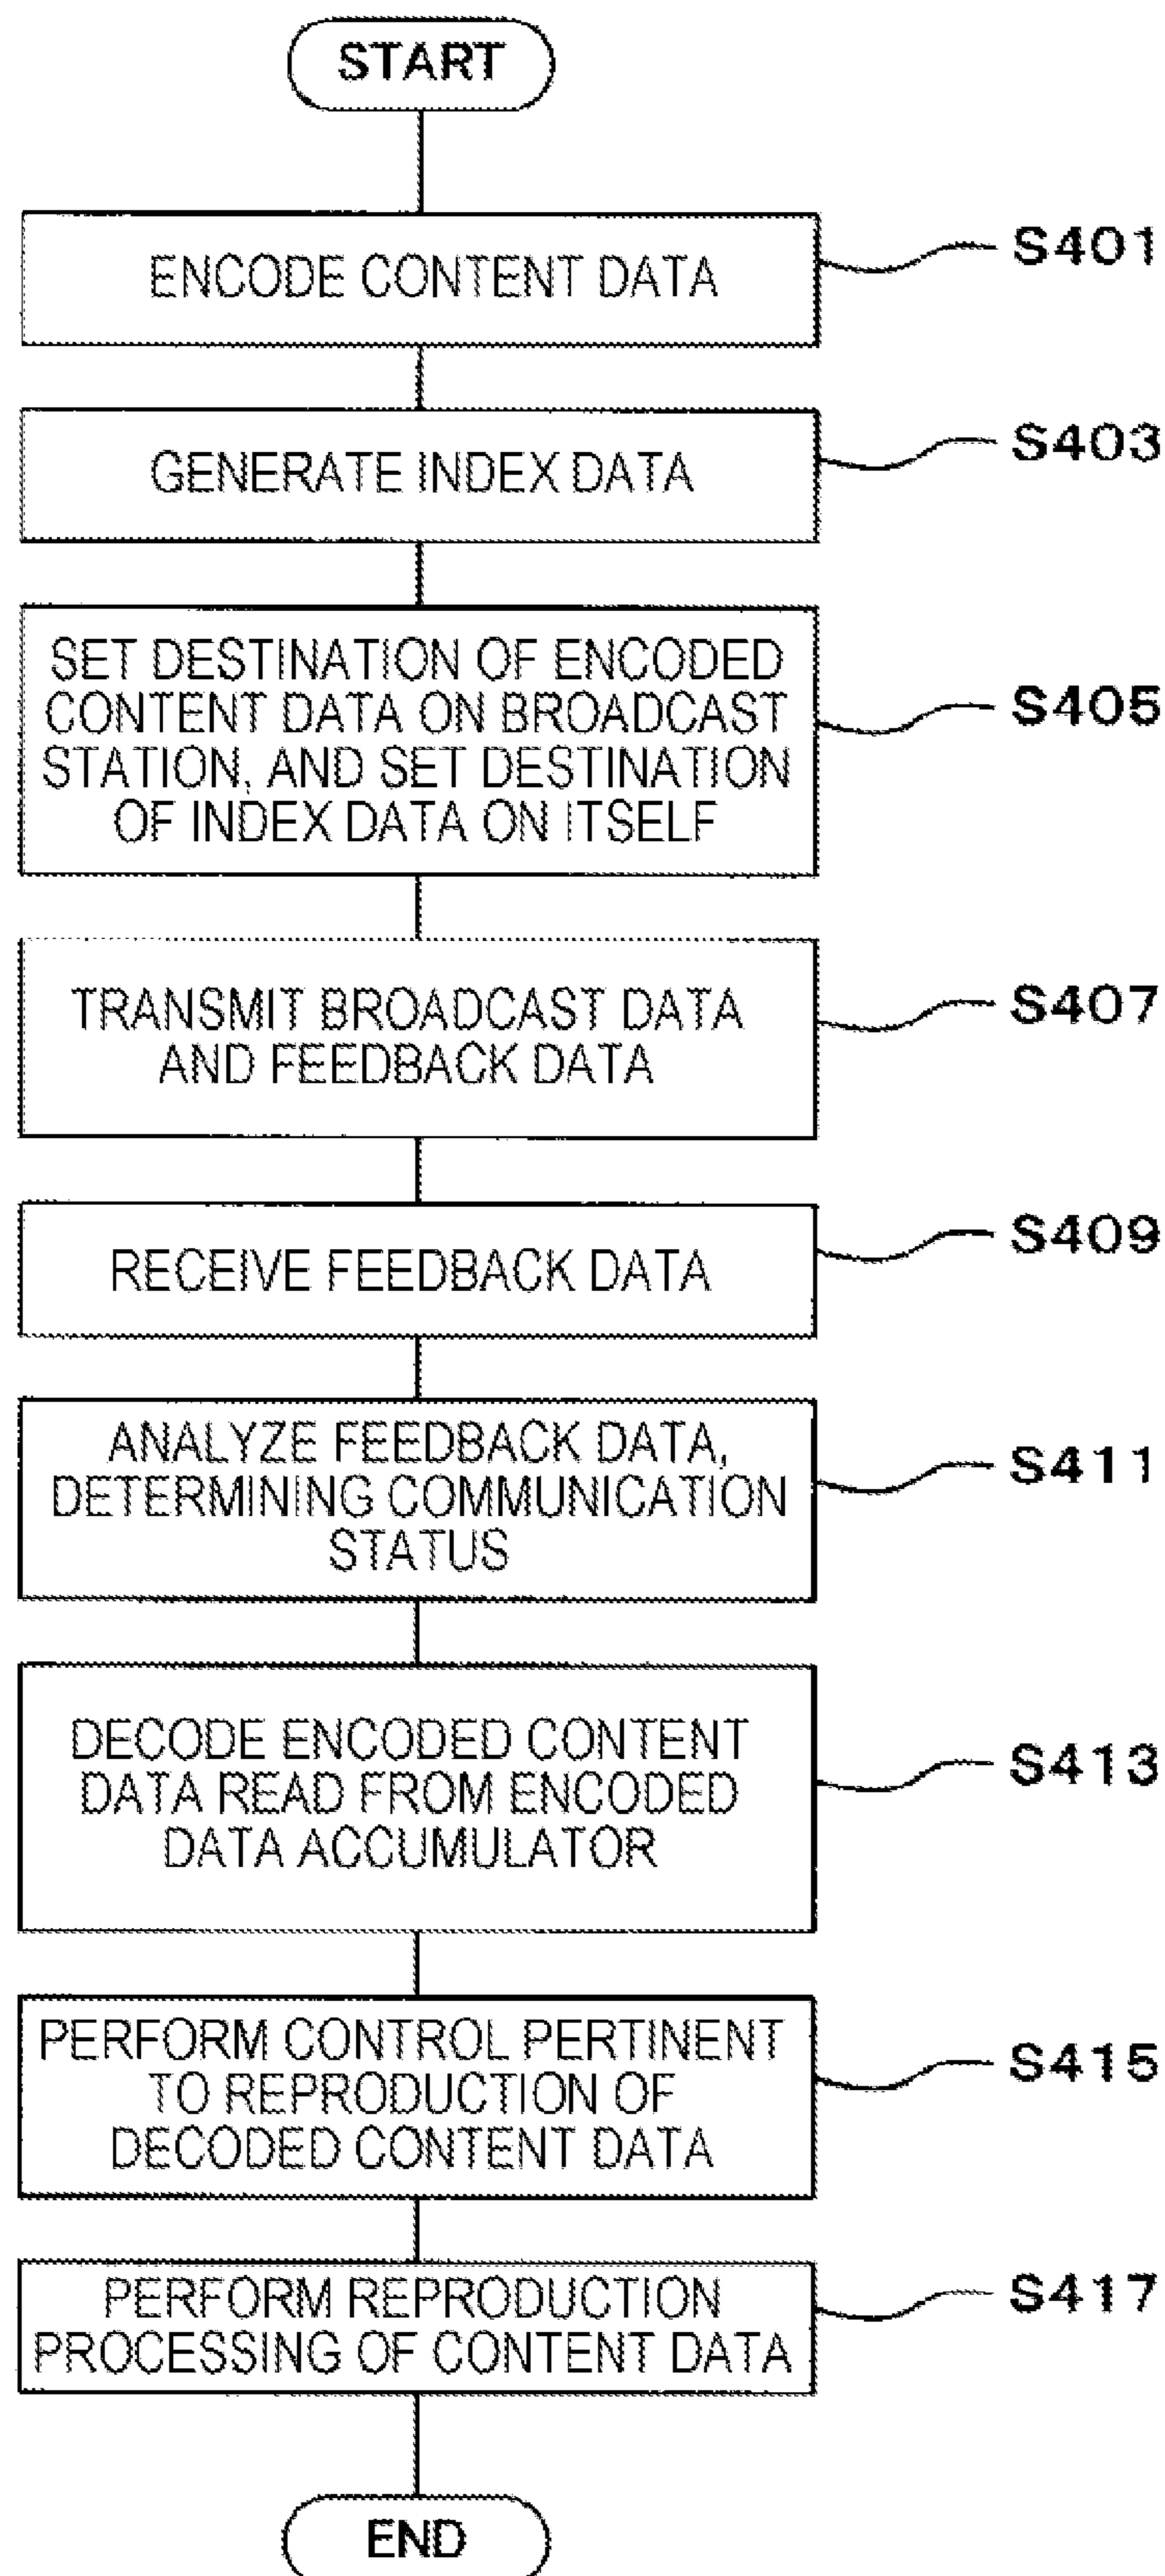 START
ENCODE CONTENT DATA
S401
GENERATE INDEX DATA
S403
SET DESTINATION OF ENCODED
CONTENT DATA ON BROADCAST
STATION, AND SET DESTINATION
OF INDEX DATA ON ITSELF
S405
TRANSMIT BROADCAST DATA
AND FEEDBACK DATA
S407
RECEIVE FEEDBACK DATA
S409
ANALYZE FEEDBACK DATA,
DETERMINING COMMUNICATION
STATUS
S411
DECODE ENCODED CONTENT
DATA READ FROM ENCODED
DATA ACCUMULATOR
S413
PERFORM CONTROL PERTINENT
TO REPRODUCTION OF
DECODED CONTENT DATA
S415
PERFORM REPRODUCTION
PROCESSING OF CONTENT DATA
S417
END